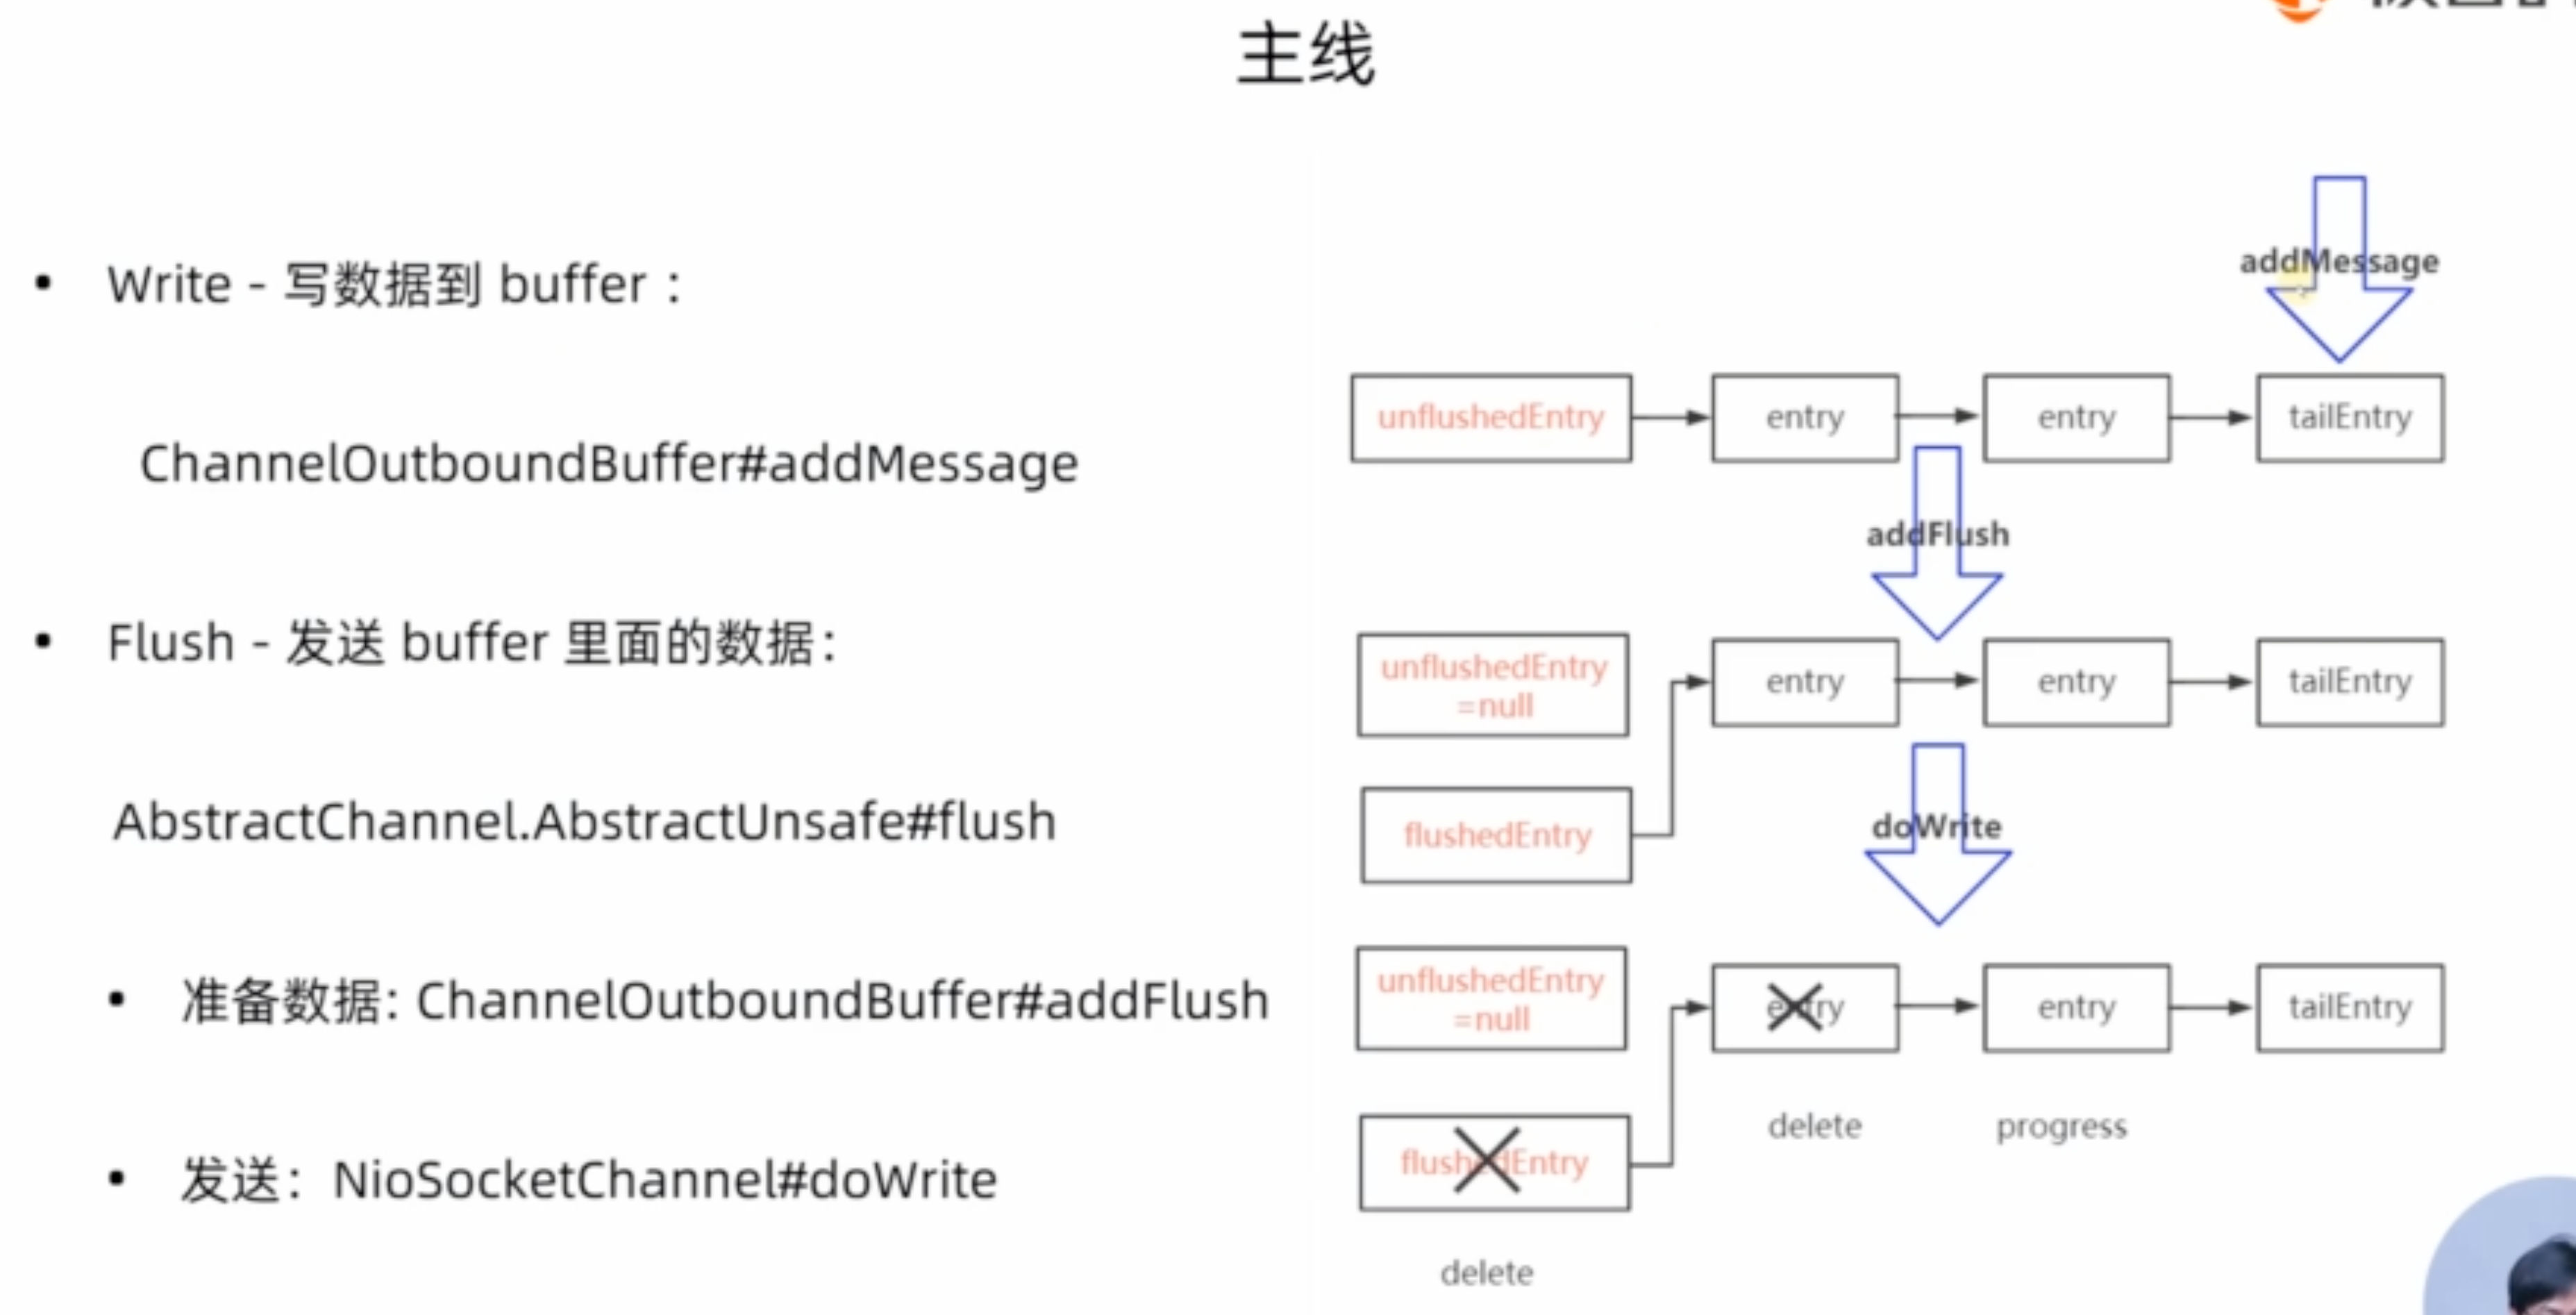 主线
Write - 写数据到 buffer :
ChannelOutboundBuffer#addMessage
Flush - 发送 buffer 里面的数据:
AbstractChannel.AbstractUnsafe#flush
准备数据: ChannelOutboundBuffer#addFlush
发送: NioSocketChannel#doWrite
addMessage
unflushedEntry
entry
entry
tailEntry
addFlush
unflushedEntry
=null
entry
entry
tailEntry
flushedEntry
doWrite
unflushedEntry
=null
entry
entry
tailEntry
delete
progress
flushedEntry
delete